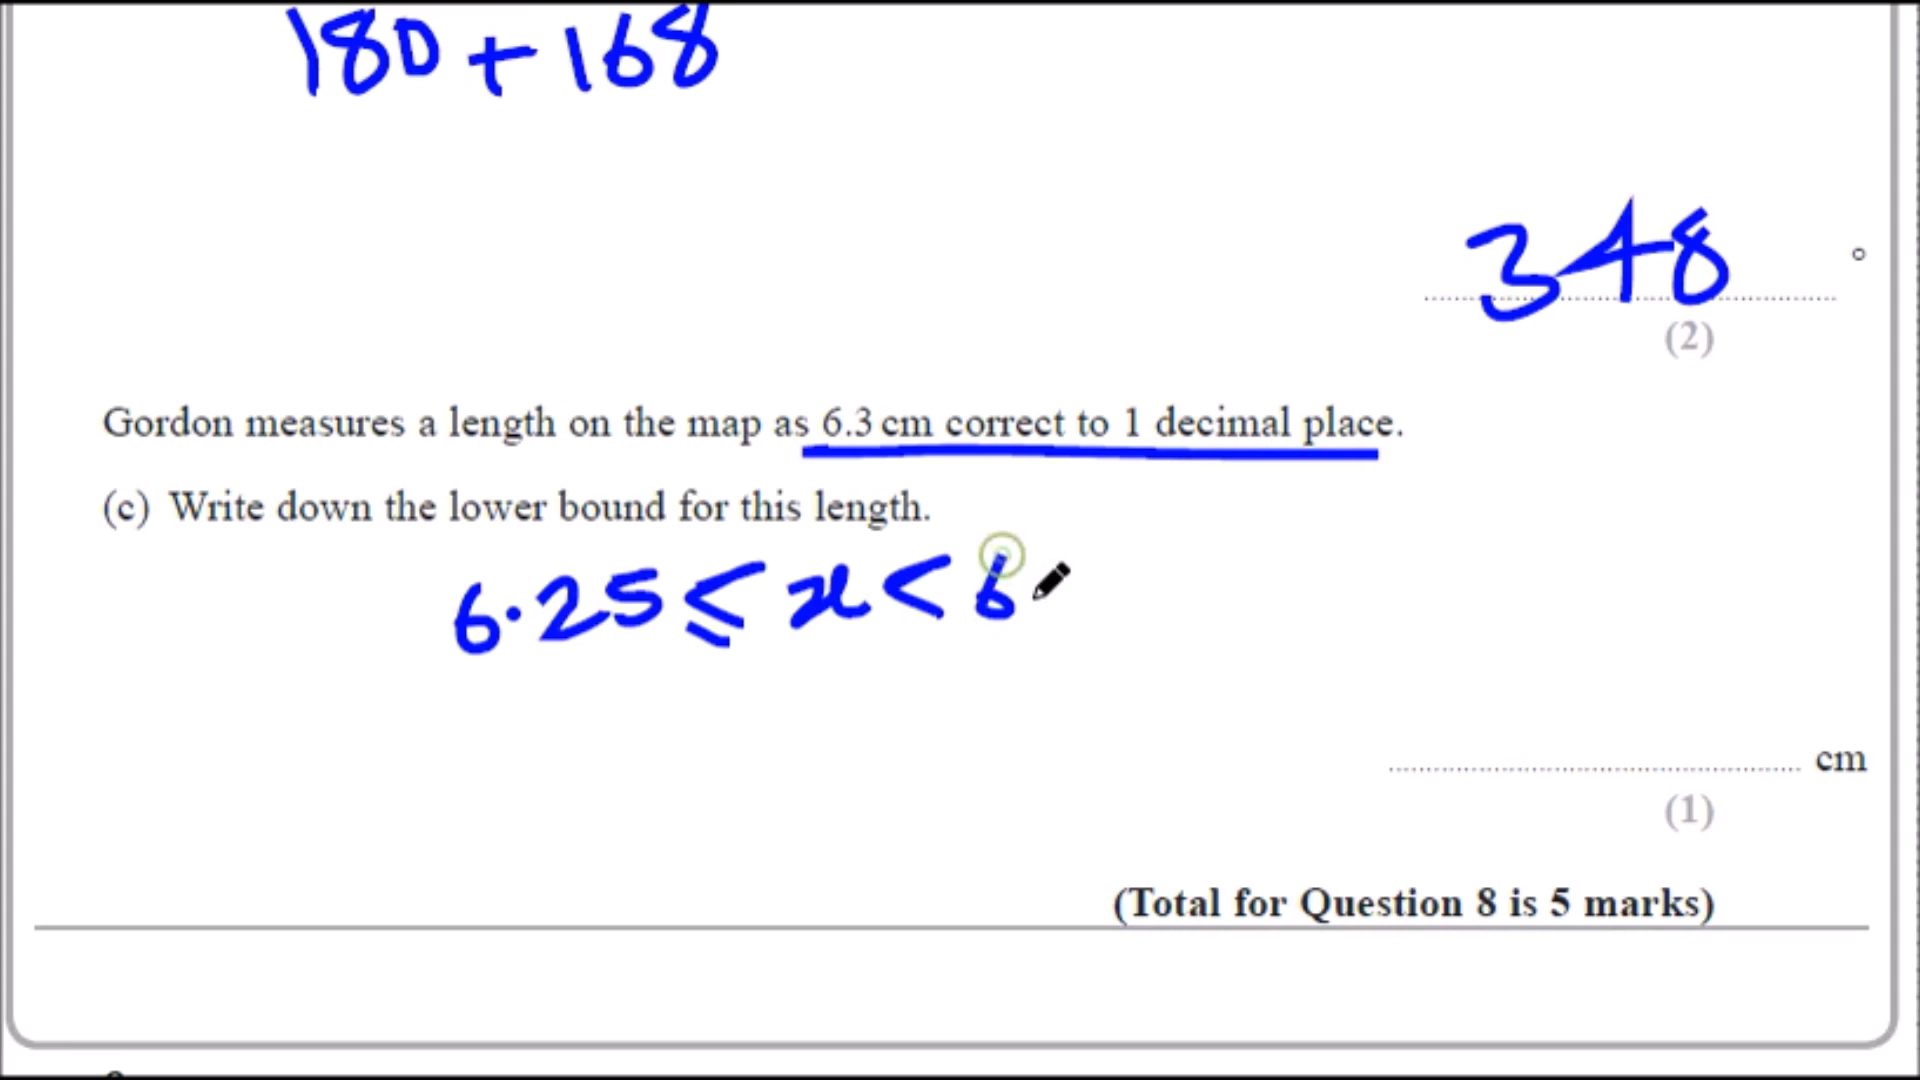 180 + 168
348 °
(2)
Gordon measures a length on the map as 6.3 cm correct to 1 decimal place.
(c) Write down the lower bound for this length.
6.25 ≤ x < 6
cm
(1)
(Total for Question 8 is 5 marks)